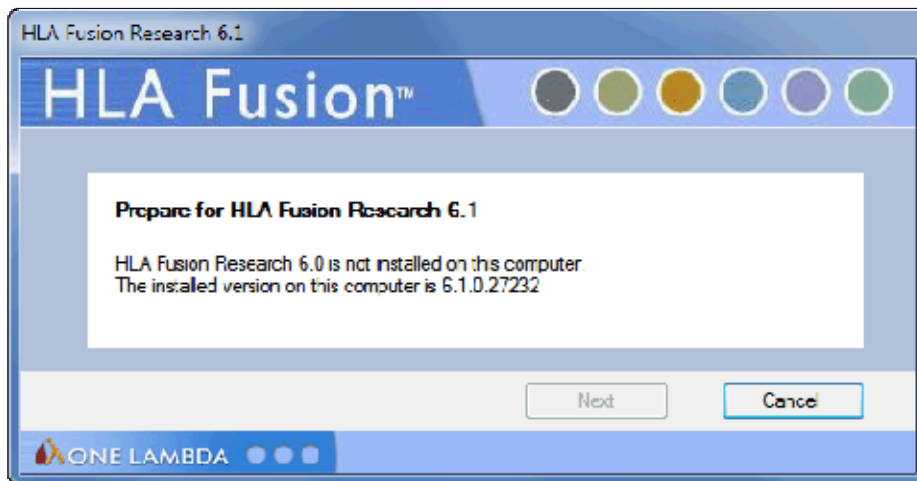 HLA Fusion Research 6.1
HLA Fusion™
Prepare for HLA Fusion Research 6.1
HLA Fusion Research 6.0 is not installed on this computer.
The installed version on this computer is 6.1.0.27232
Next
Cancel
ONE LAMBDA